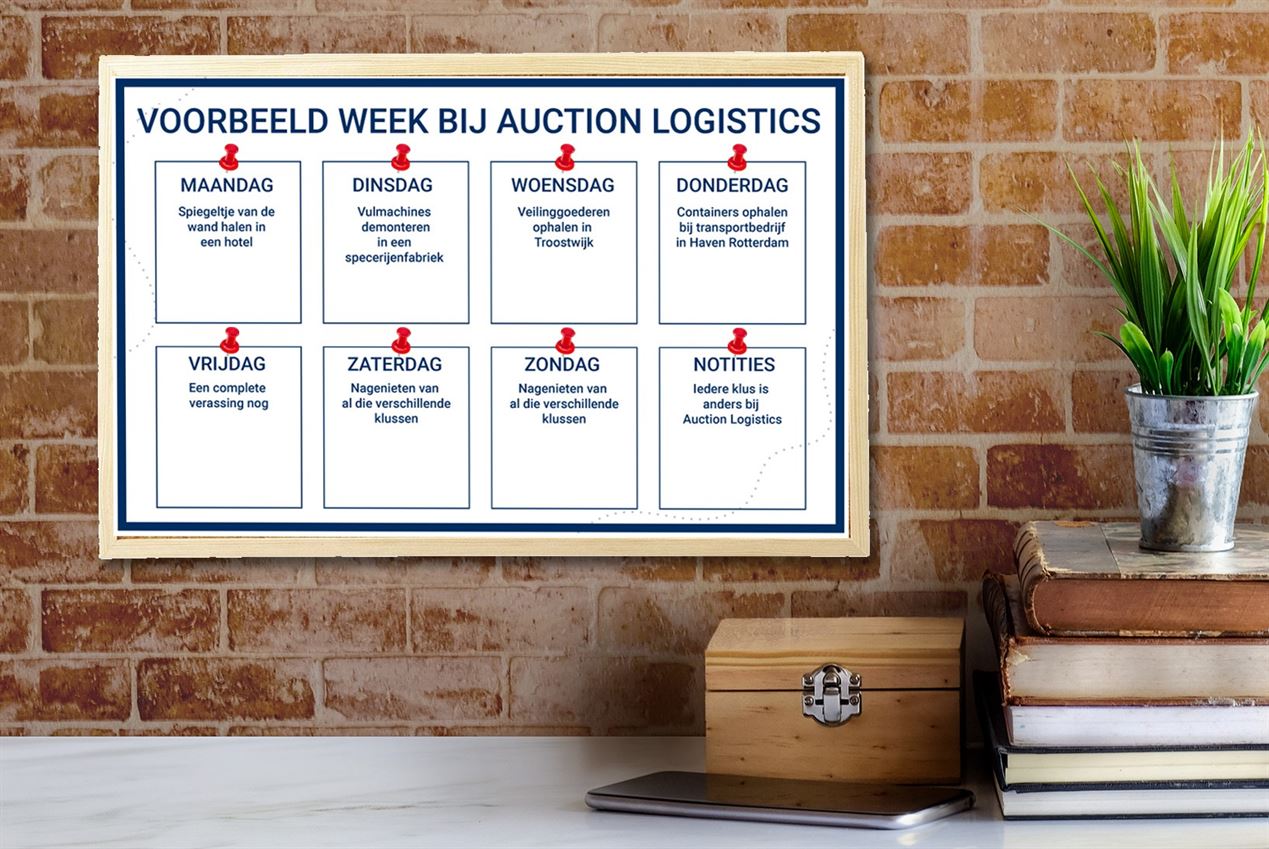 VOORBEELD WEEK BIJ AUCTION LOGISTICS
MAANDAG
Spiegeltje van de
wand halen in
een hotel
DINSDAG
Vulmachines
demonteren
in een
specerijenfabriek
WOENSDAG
Veilinggoederen
ophalen in
Troostwijk
DONDERDAG
Containers ophalen
bij transportbedrijf
in Haven Rotterdam
VRIJDAG
Een complete
verassing nog
ZATERDAG
Nagenieten van
al die verschillende
klussen
ZONDAG
Nagenieten van
al die verschillende
klussen
NOTITIES
Iedere klus is
anders bij
Auction Logistics